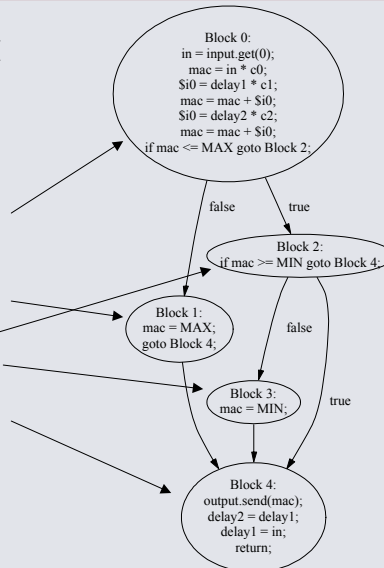 Block 0:
in = input.get(0);
mac = in * c0;
$i0 = delay1 * c1;
mac = mac + $i0;
$i0 = delay2 * c2;
mac = mac + $i0;
if mac <= MAX goto Block 2;
false
true
Block 2:
if mac >= MIN goto Block 4;
Block 1:
mac = MAX;
goto Block 4;
false
Block 3:
mac = MIN;
true
Block 4:
output.send(mac);
delay2 = delay1;
delay1 = in;
return;